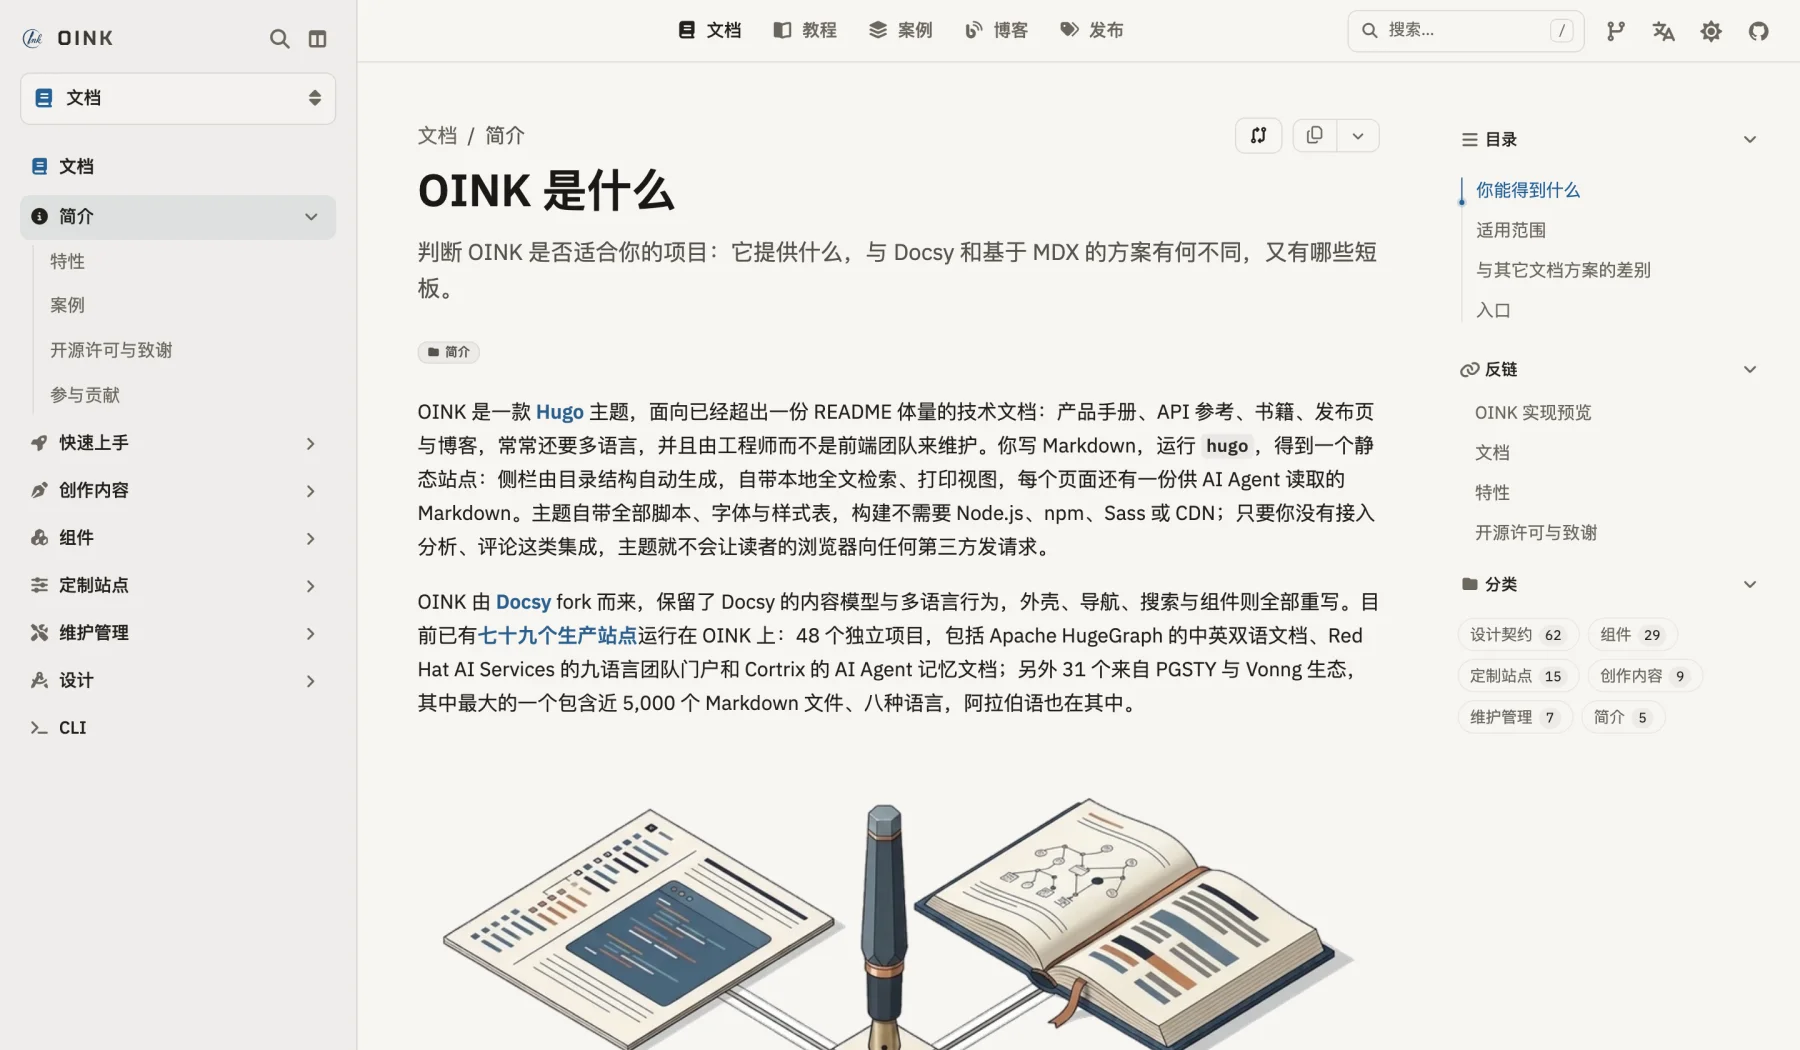 OINK
文档
文档
简介
特性
案例
开源许可与致谢
参与贡献
快速上手
创作内容
组件
定制站点
维护管理
设计
CLI
文档
教程
案例
博客
发布
搜索...
/
文档 / 简介
OINK 是什么
判断 OINK 是否适合你的项目：它提供什么，与 Docsy 和基于 MDX 的方案有何不同，又有哪些短
板。
简介
OINK 是一款 Hugo 主题，面向已经超出一份 README 体量的技术文档：产品手册、API 参考、书籍、发布页
与博客，常常还要多语言，并且由工程师而不是前端团队来维护。你写 Markdown，运行 hugo，得到一个静
态站点：侧栏由目录结构自动生成，自带本地全文检索、打印视图，每个页面还有一份供 AI Agent 读取的
Markdown。主题自带全部脚本、字体与样式表，构建不需要 Node.js、npm、Sass 或 CDN；只要你没有接入
分析、评论这类集成，主题就不会让读者的浏览器向任何第三方发请求。
OINK 由 Docsy fork 而来，保留了 Docsy 的内容模型与多语言行为，外壳、导航、搜索与组件则全部重写。目
前已有七十九个生产站点运行在 OINK 上：48 个独立项目，包括 Apache HugeGraph 的中英双语文档、Red
Hat AI Services 的九语言团队门户和 Cortrix 的 AI Agent 记忆文档；另外 31 个来自 PGSTY 与 Vonng 生态，
其中最大的一个包含近 5,000 个 Markdown 文件、八种语言，阿拉伯语也在其中。
目录
你能得到什么
适用范围
与其它文档方案的差别
入口
反链
OINK 实现预览
文档
特性
开源许可与致谢
分类
设计契约 62
组件 29
定制站点 15
创作内容 9
维护管理 7
简介 5